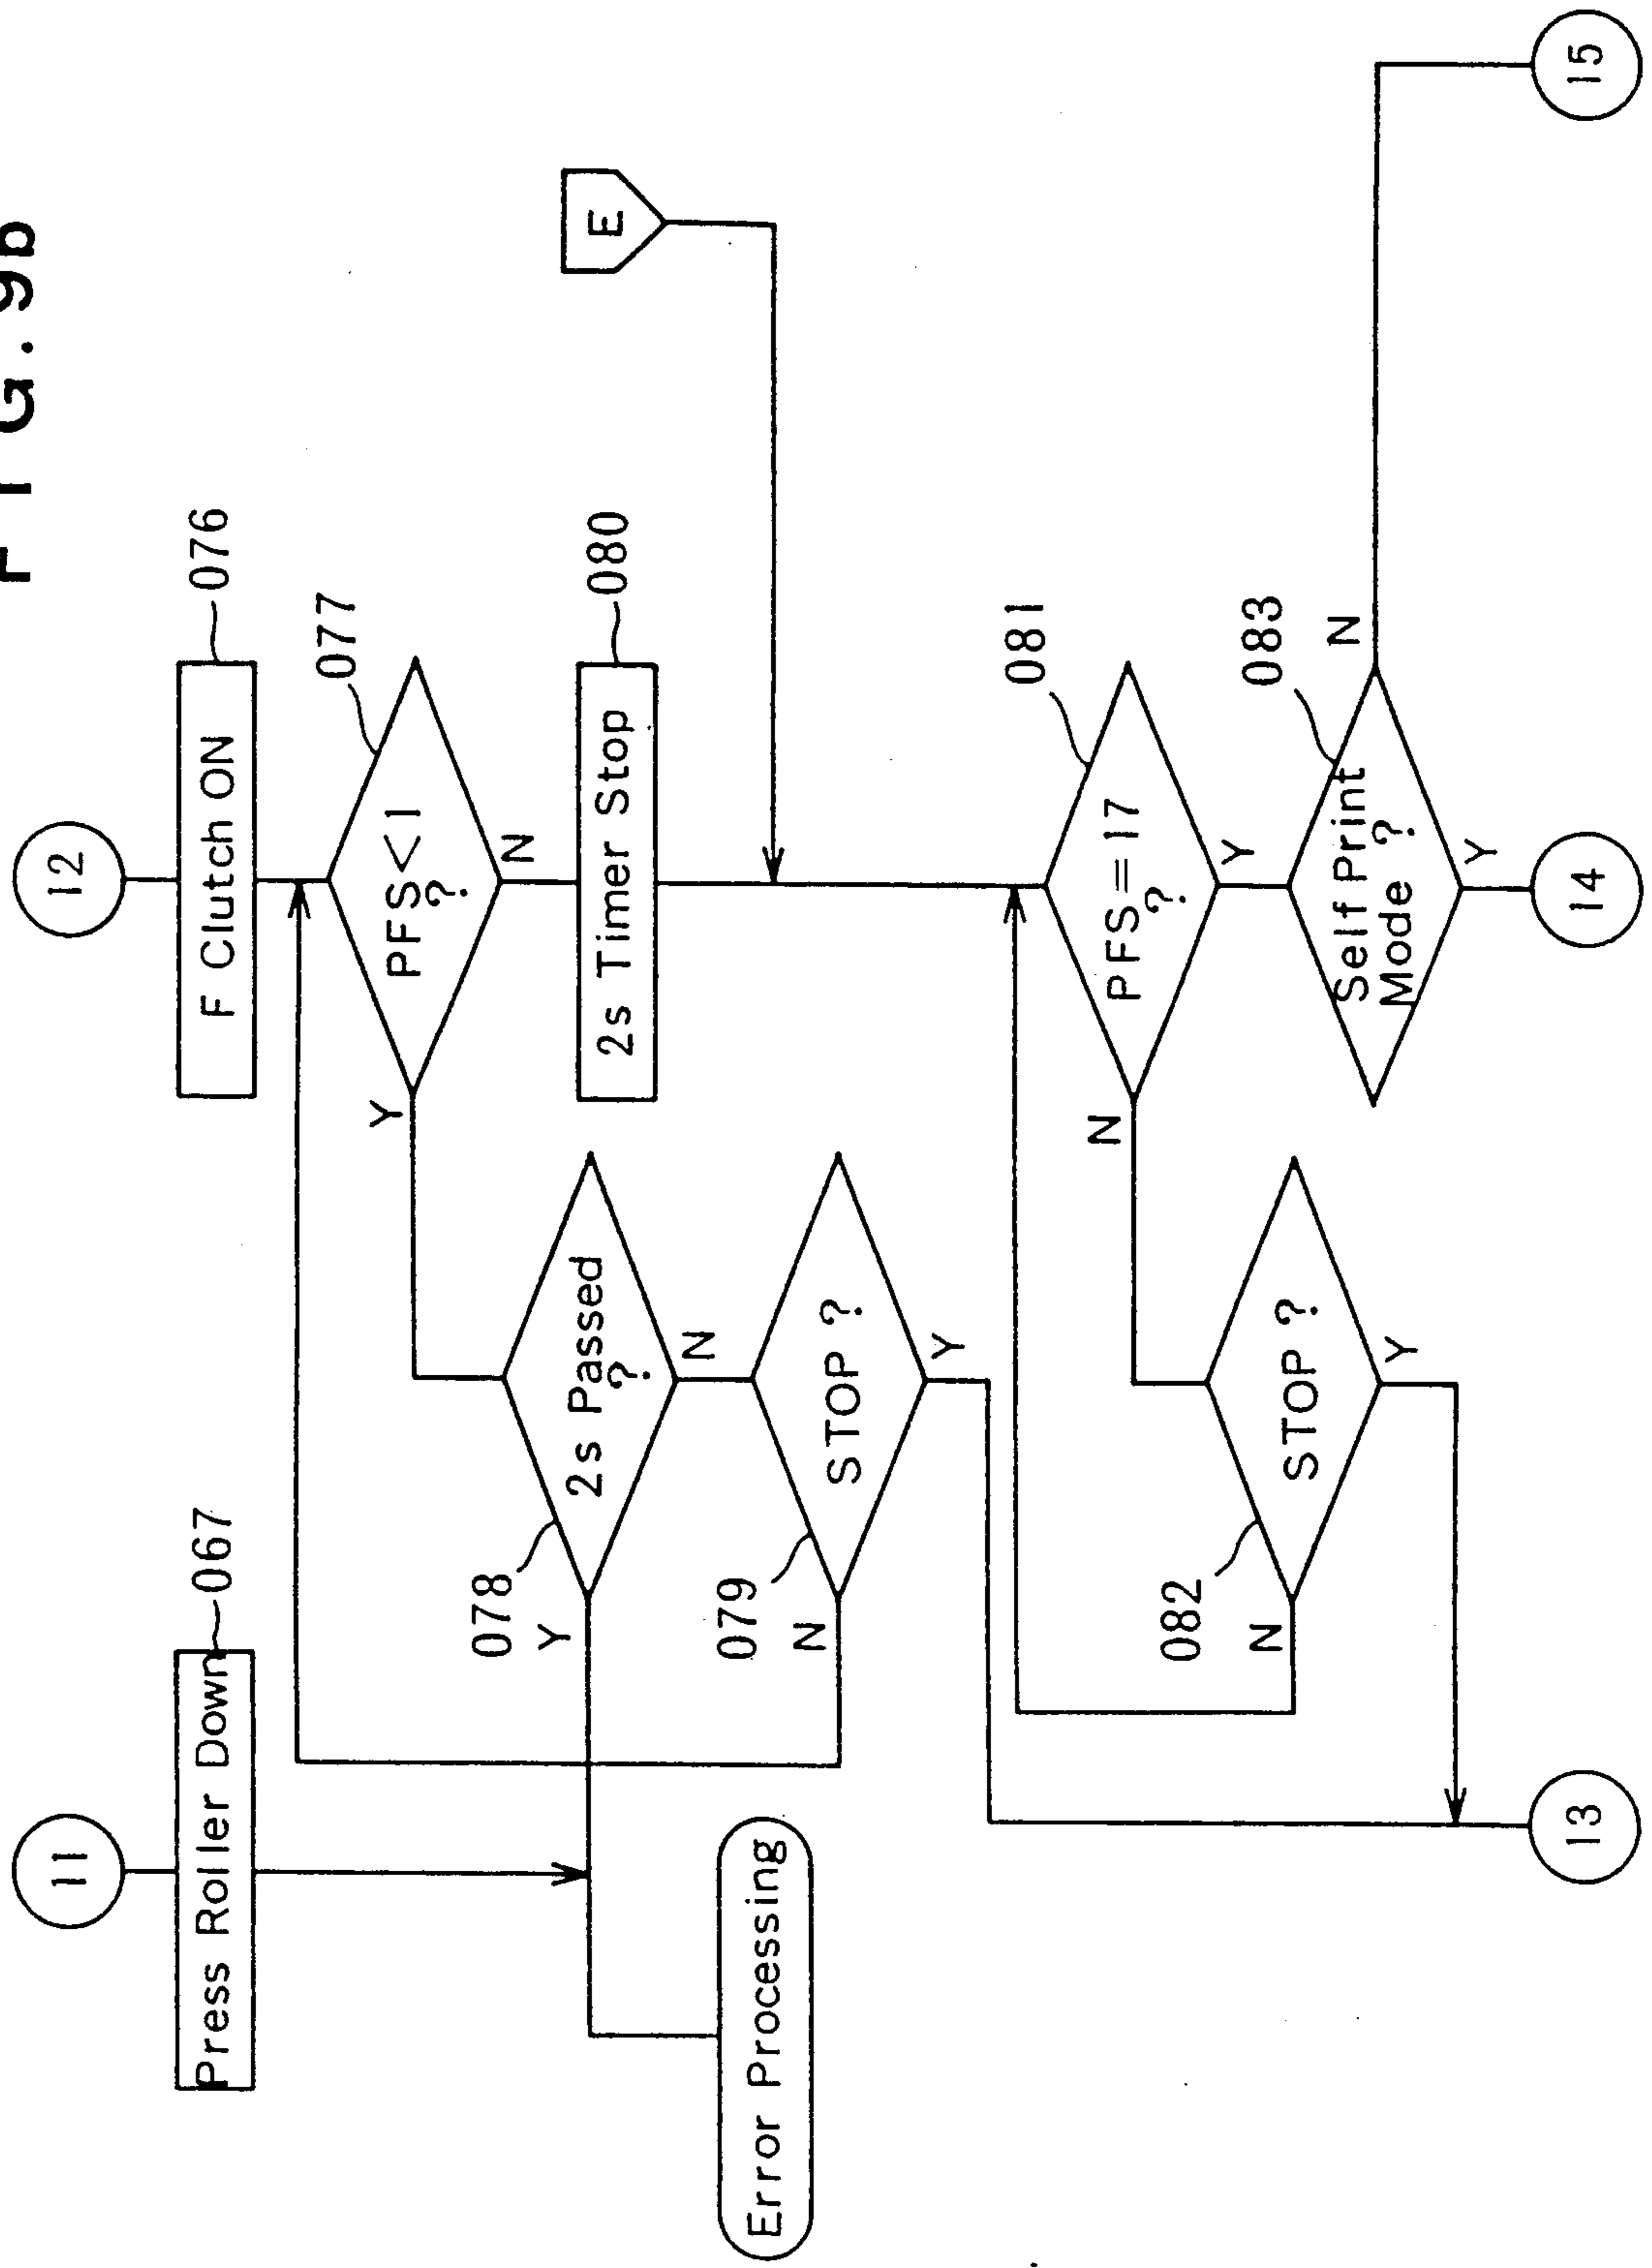 FIG. 9b
11
12
Press Roller Down
067
F Clutch ON
076
077
PFS<1
?
Y
N
078
2s Passed
?
Y
N
2s Timer Stop
080
E
079
STOP ?
N
Y
Error Processing
081
PFS=17
?
N
Y
082
STOP ?
N
Y
083
Self Print
Mode ?
N
Y
13
14
15